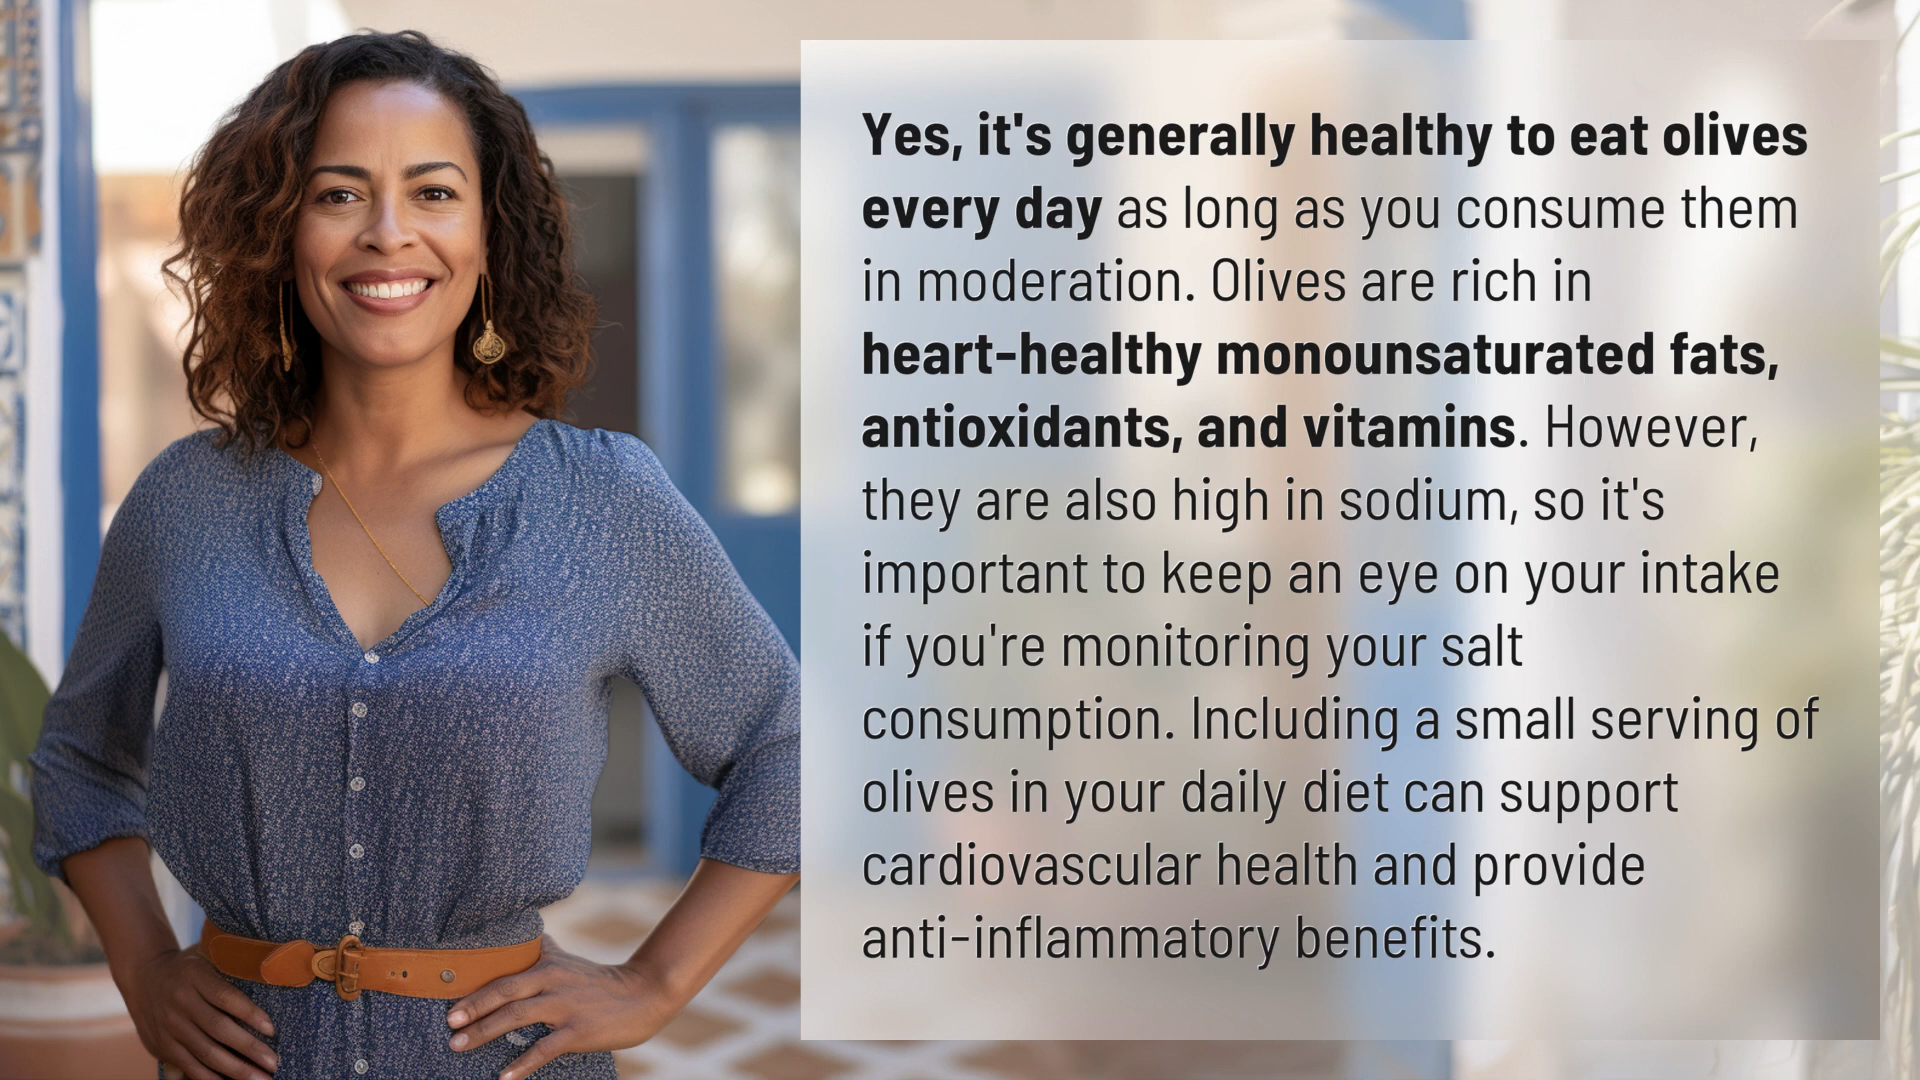 Yes, it's generally healthy to eat olives
every day as long as you consume them
in moderation. Olives are rich in
heart-healthy monounsaturated fats,
antioxidants, and vitamins. However,
they are also high in sodium, so it's
important to keep an eye on your intake
if you're monitoring your salt
consumption. Including a small serving of
olives in your daily diet can support
cardiovascular health and provide
anti-inflammatory benefits.